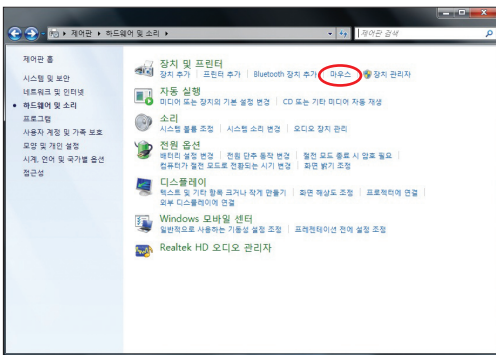 제어판 ▸ 하드웨어 및 소리 ▸
제어판 검색
제어판 홈
시스템 및 보안
네트워크 및 인터넷
하드웨어 및 소리
프로그램
사용자 계정 및 가족 보호
모양 및 개인 설정
시계, 언어 및 국가별 옵션
접근성
장치 및 프린터
장치 추가 | 프린터 추가 | Bluetooth 장치 추가 | 마우스 | 장치 관리자
자동 실행
미디어 또는 장치의 기본 설정 변경 | CD 또는 기타 미디어 자동 재생
소리
시스템 볼륨 조정 | 시스템 소리 변경 | 오디오 장치 관리
전원 옵션
배터리 설정 변경 | 전원 단추 동작 변경 | 절전 모드 종료 시 암호 필요
컴퓨터가 절전 모드로 전환되는 시기 변경 | 화면 밝기 조정
디스플레이
텍스트 및 기타 항목 크거나 작게 만들기 | 화면 해상도 조정 | 프로젝터에 연결
외부 디스플레이에 연결
Windows 모바일 센터
일반적으로 사용하는 기동성 설정 조정 | 프레젠테이션 전에 설정 조정
Realtek HD 오디오 관리자